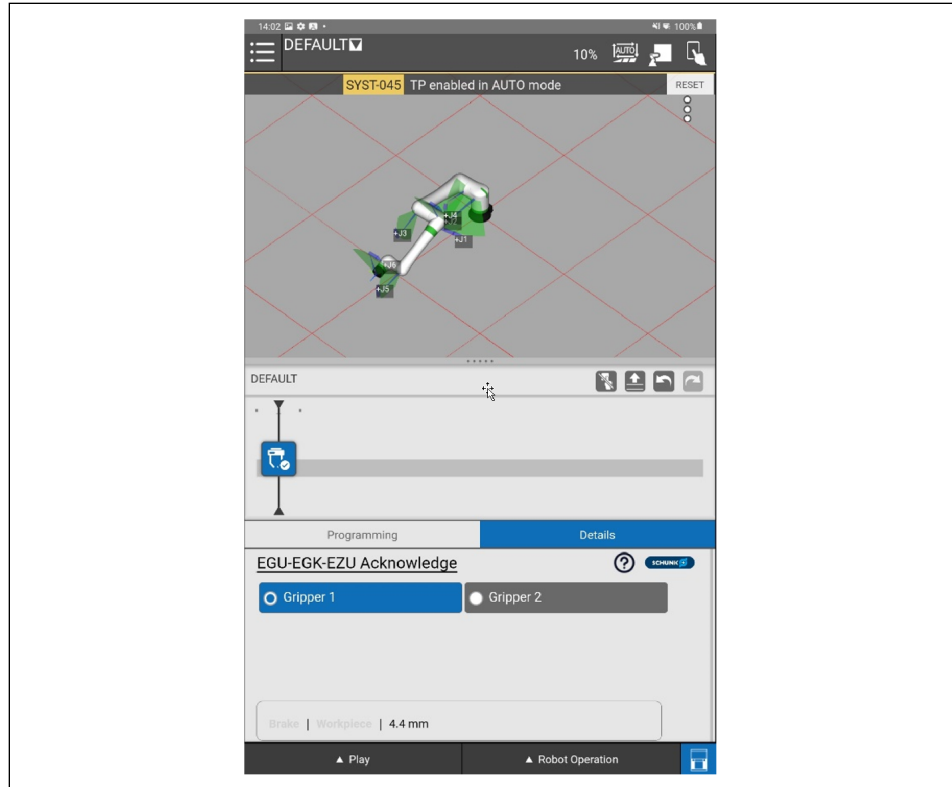 14:02 100%
DEFAULT
10% AUTO
SYST-045 TP enabled in AUTO mode RESET
+J4
+J3
+J1
+J6
+J5
DEFAULT
Programming Details
EGU-EGK-EZU Acknowledge ? SCHUNK
Gripper 1 Gripper 2
Brake | Workpiece | 4.4 mm
▲ Play ▲ Robot Operation